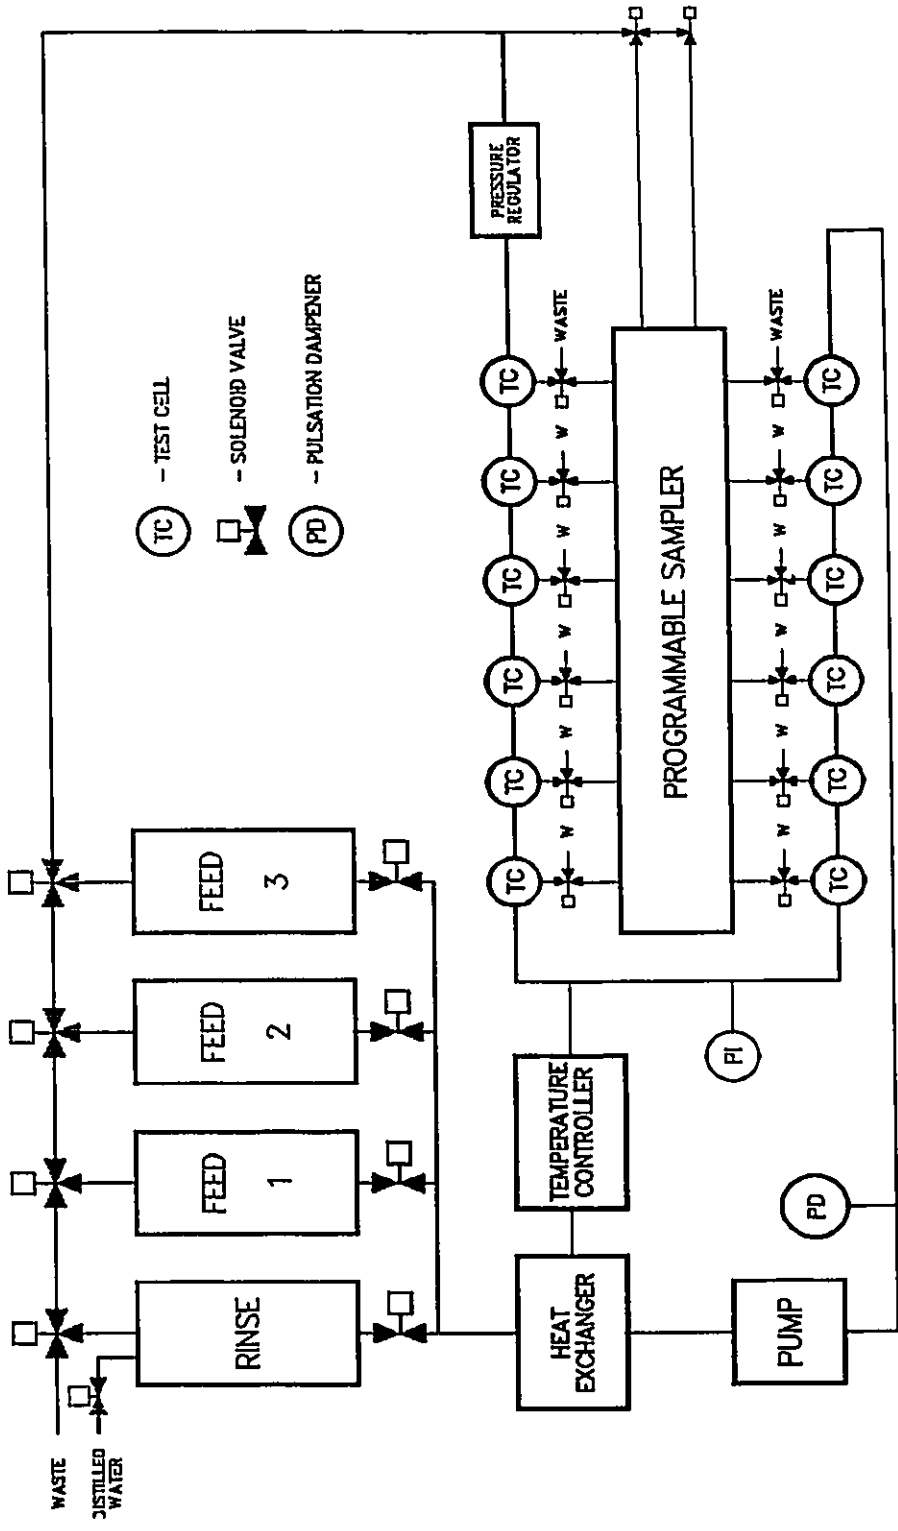 WASTE
DISTILLED
WATER
RINSE
FEED
1
FEED
2
FEED
3
TC – TEST CELL
– SOLENOID VALVE
PD – PULSATION DAMPENER
PRESSURE
REGULATOR
TC TC TC TC TC TC
W W W W W WASTE
HEAT
EXCHANGER
TEMPERATURE
CONTROLLER
PROGRAMMABLE SAMPLER
PI
W W W W W WASTE
TC TC TC TC TC TC
PUMP
PD